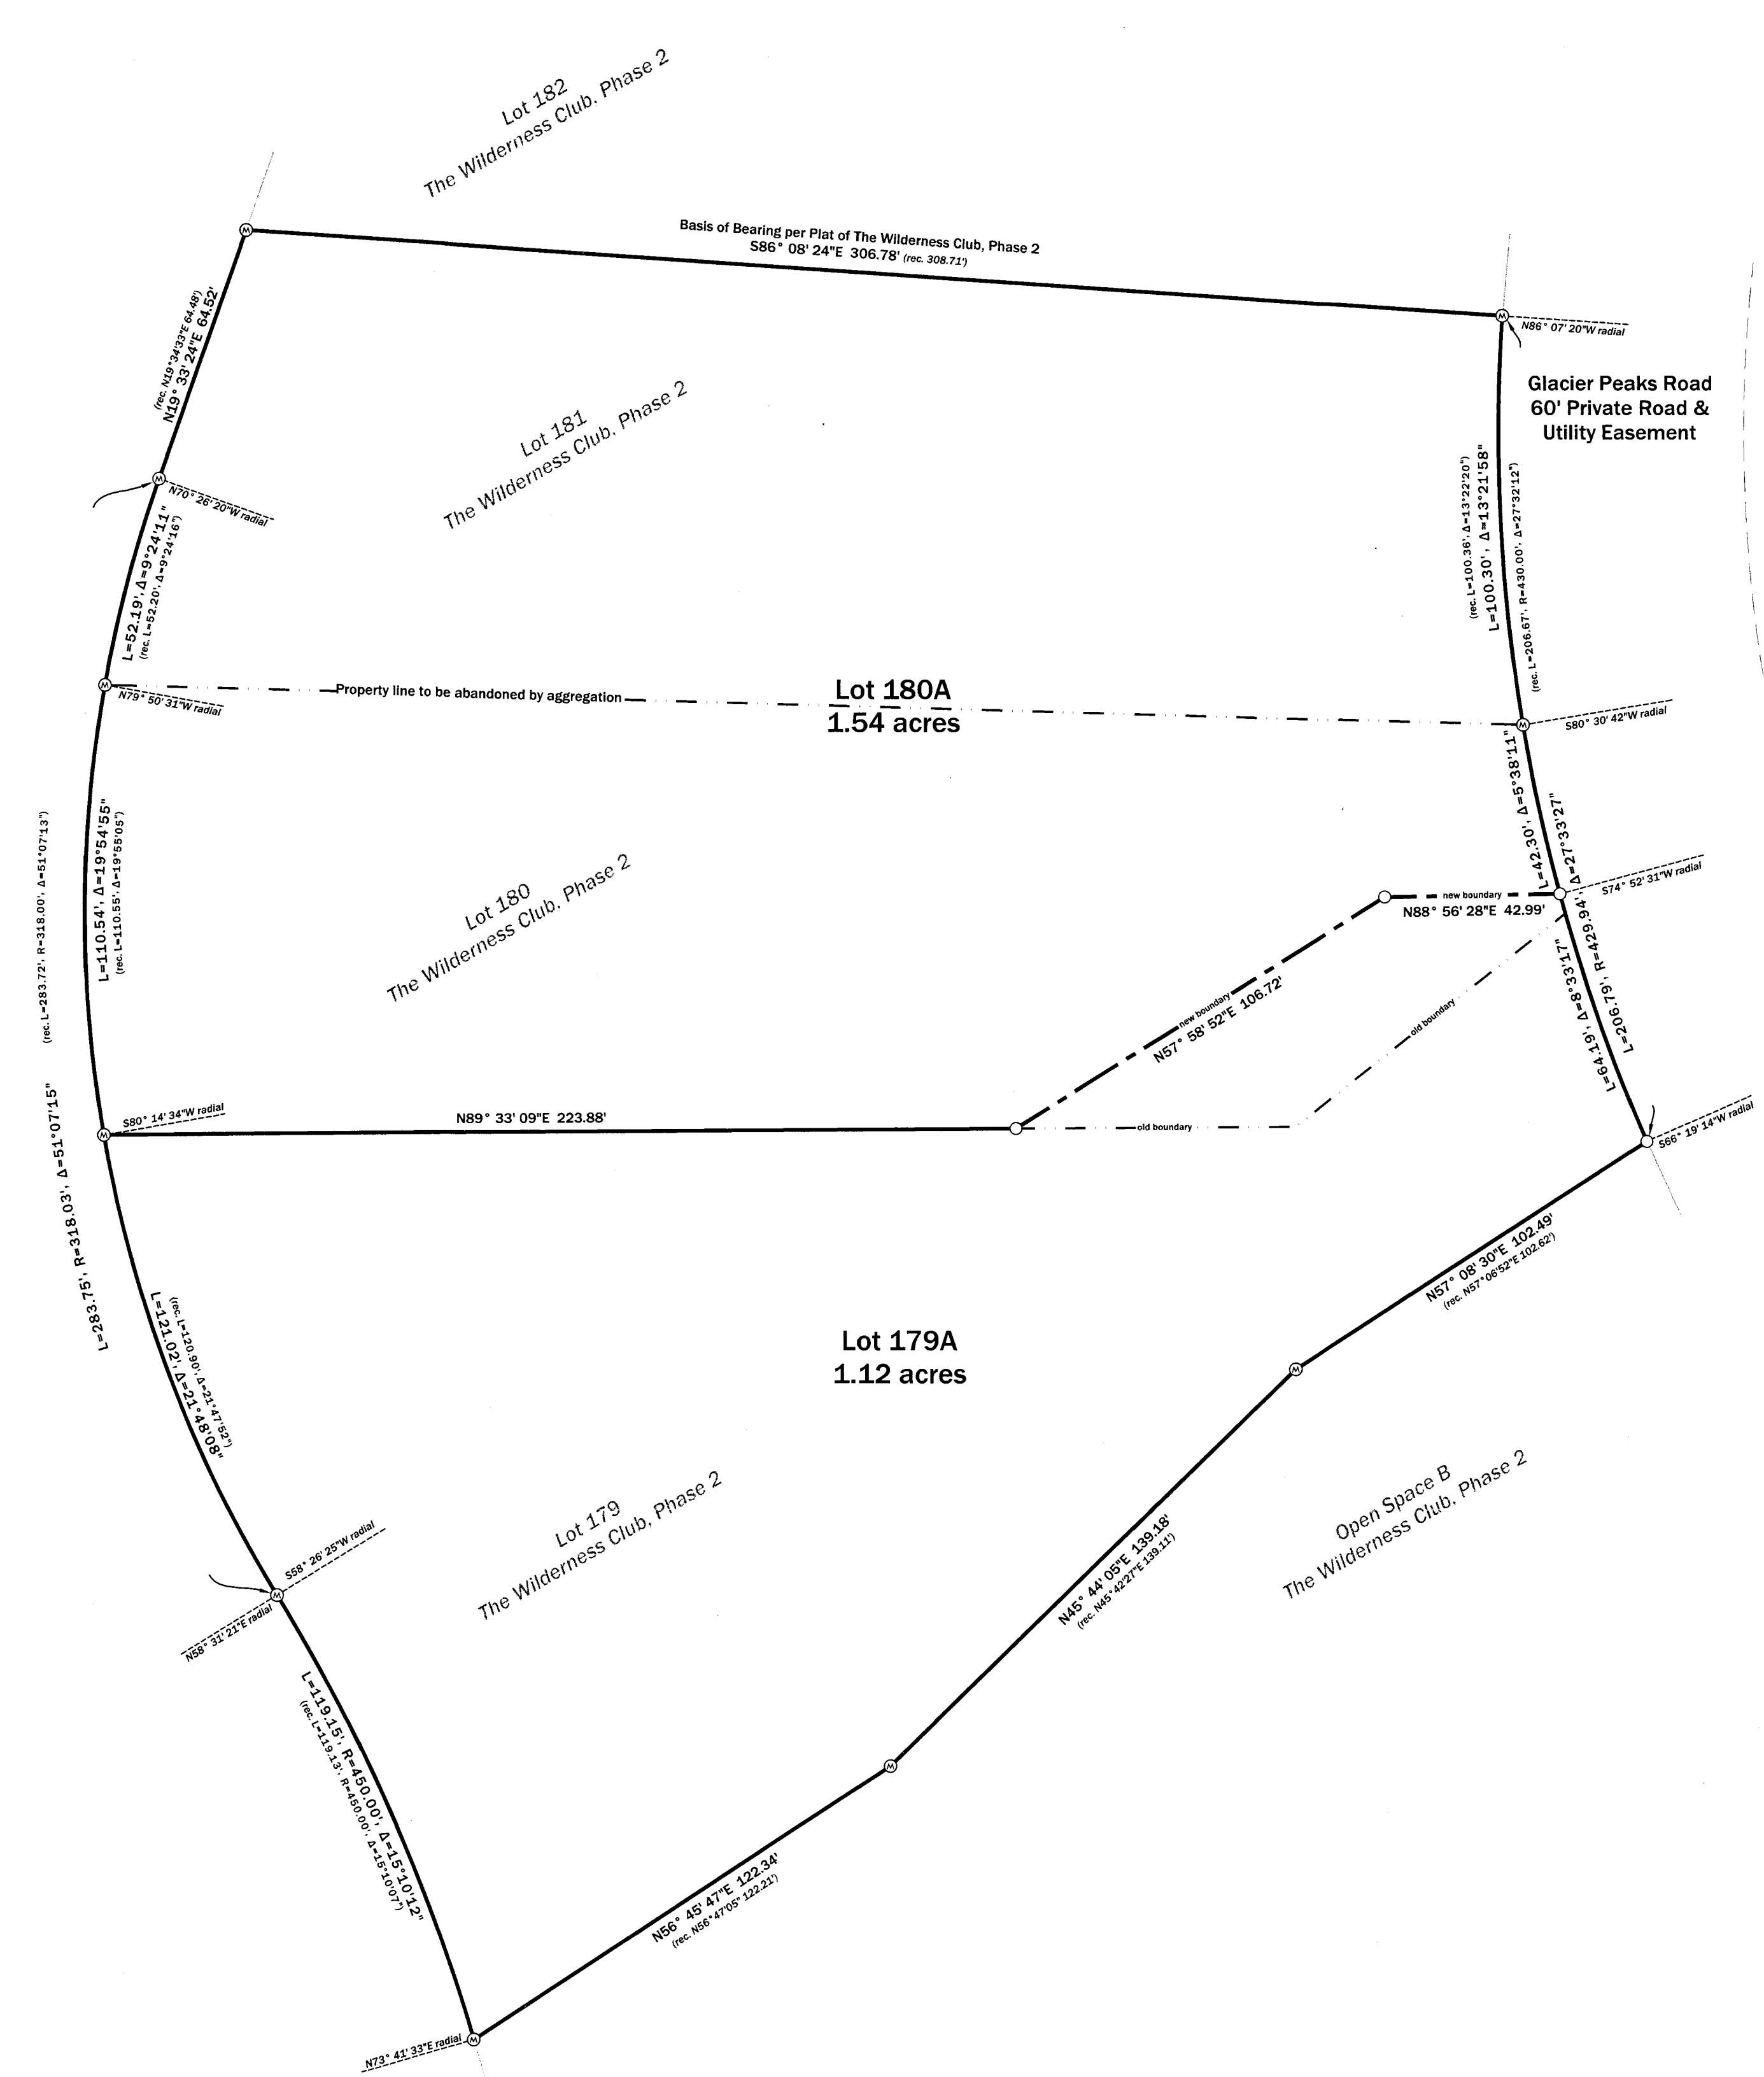 Lot 182
The Wilderness Club, Phase 2
Basis of Bearing per Plat of The Wilderness Club, Phase 2
S86° 08' 24"E 306.78' (rec. 308.71')
N86° 07' 20"W radial
(rec. N19°34'33"E 64.48')
N19° 33' 24"E 64.52'
Glacier Peaks Road
60' Private Road &
Utility Easement
Lot 181
The Wilderness Club, Phase 2
N70° 26' 20"W radial
L=52.19', Δ=9°24'11"
(rec. L=52.20', Δ=9°24'16")
(rec. L=100.36', Δ=13°22'20")
L=100.30', Δ=13°21'58"
(rec. L=206.67', R=430.00', Δ=27°32'12")
N79° 50' 31"W radial
Property line to be abandoned by aggregation
Lot 180A
1.54 acres
S80° 30' 42"W radial
L=42.30', Δ=5°38'11"
L=206.79', R=429.94', Δ=27°33'27"
L=110.54', Δ=19°54'55"
(rec. L=110.55', Δ=19°55'05")
(rec. L=283.72', R=318.00', Δ=51°07'13")
L=283.75', R=318.03', Δ=51°07'15"
Lot 180
The Wilderness Club, Phase 2
new boundary
N88° 56' 28"E 42.99'
S74° 52' 31"W radial
new boundary
N57° 58' 52"E 106.72'
old boundary
L=64.19', Δ=8°33'17"
S80° 14' 34"W radial
N89° 33' 09"E 223.88'
old boundary
S66° 19' 14"W radial
N57° 08' 30"E 102.49'
(rec. N57°06'52"E 102.62')
(rec. L=120.90', Δ=21°47'52")
L=121.02', Δ=21°48'08"
Lot 179A
1.12 acres
S58° 26' 25"W radial
N58° 31' 21"E radial
Lot 179
The Wilderness Club, Phase 2
Open Space B
The Wilderness Club, Phase 2
N45° 44' 05"E 139.18'
(rec. N45°42'27"E 139.11')
L=119.15', R=450.00', Δ=15°10'12"
(rec. L=119.13', R=450.00', Δ=15°10'07")
N56° 45' 47"E 122.34'
(rec. N56°47'05" 122.21')
N73° 41' 33"E radial
M
M
M
M
M
M
M
M
M
M